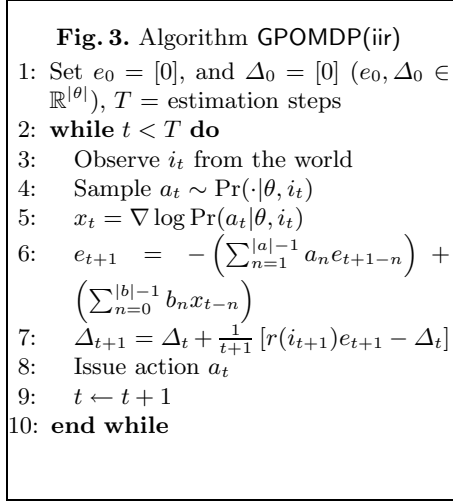 Fig. 3. Algorithm GPOMDP(iir)
1: Set e_0 = [0], and Δ_0 = [0] (e_0, Δ_0 ∈
ℝ^{|θ|}), T = estimation steps
2: while t < T do
3: Observe i_t from the world
4: Sample a_t ∼ Pr(·|θ, i_t)
5: x_t = ∇ log Pr(a_t|θ, i_t)
6: e_{t+1} = −(∑_{n=1}^{|a|−1} a_n e_{t+1−n}) +
(∑_{n=0}^{|b|−1} b_n x_{t−n})
7: Δ_{t+1} = Δ_t + \frac{1}{t+1} [r(i_{t+1})e_{t+1} − Δ_t]
8: Issue action a_t
9: t ← t + 1
10: end while